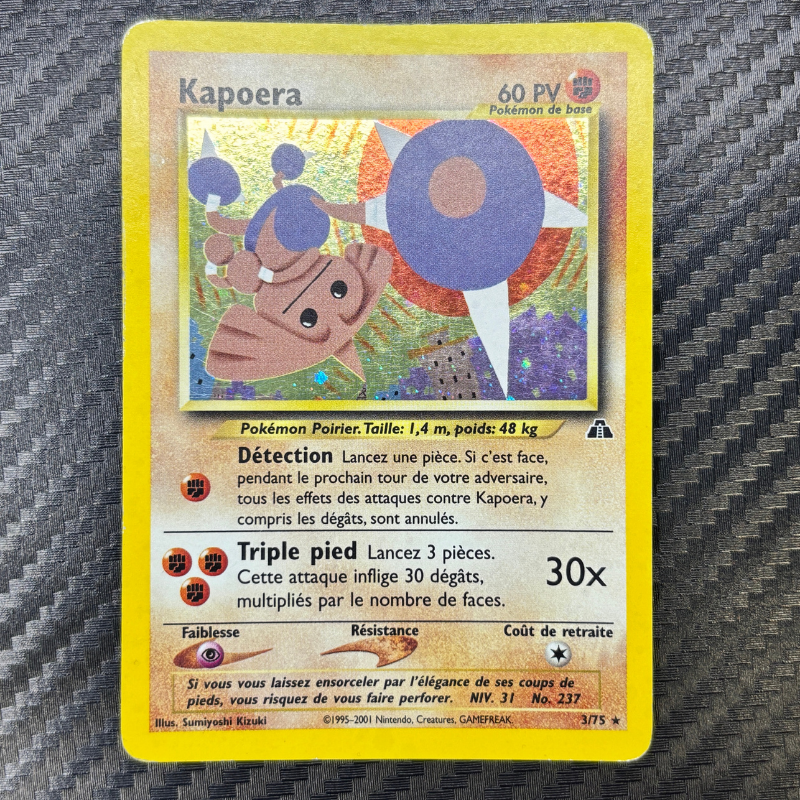 Kapoera
60 PV
Pokémon de base
Pokémon Poirier. Taille: 1,4 m, poids: 48 kg
Détection Lancez une pièce. Si c'est face,
pendant le prochain tour de votre adversaire,
tous les effets des attaques contre Kapoera, y
compris les dégâts, sont annulés.
Triple pied Lancez 3 pièces.
Cette attaque inflige 30 dégâts,
multipliés par le nombre de faces.
30x
Faiblesse Résistance Coût de retraite
Si vous vous laissez ensorceler par l'élégance de ses coups de
pieds, vous risquez de vous faire perforer. NIV. 31 No. 237
Illus. Sumiyoshi Kizuki ©1995–2001 Nintendo, Creatures, GAMEFREAK. 3/75 ★